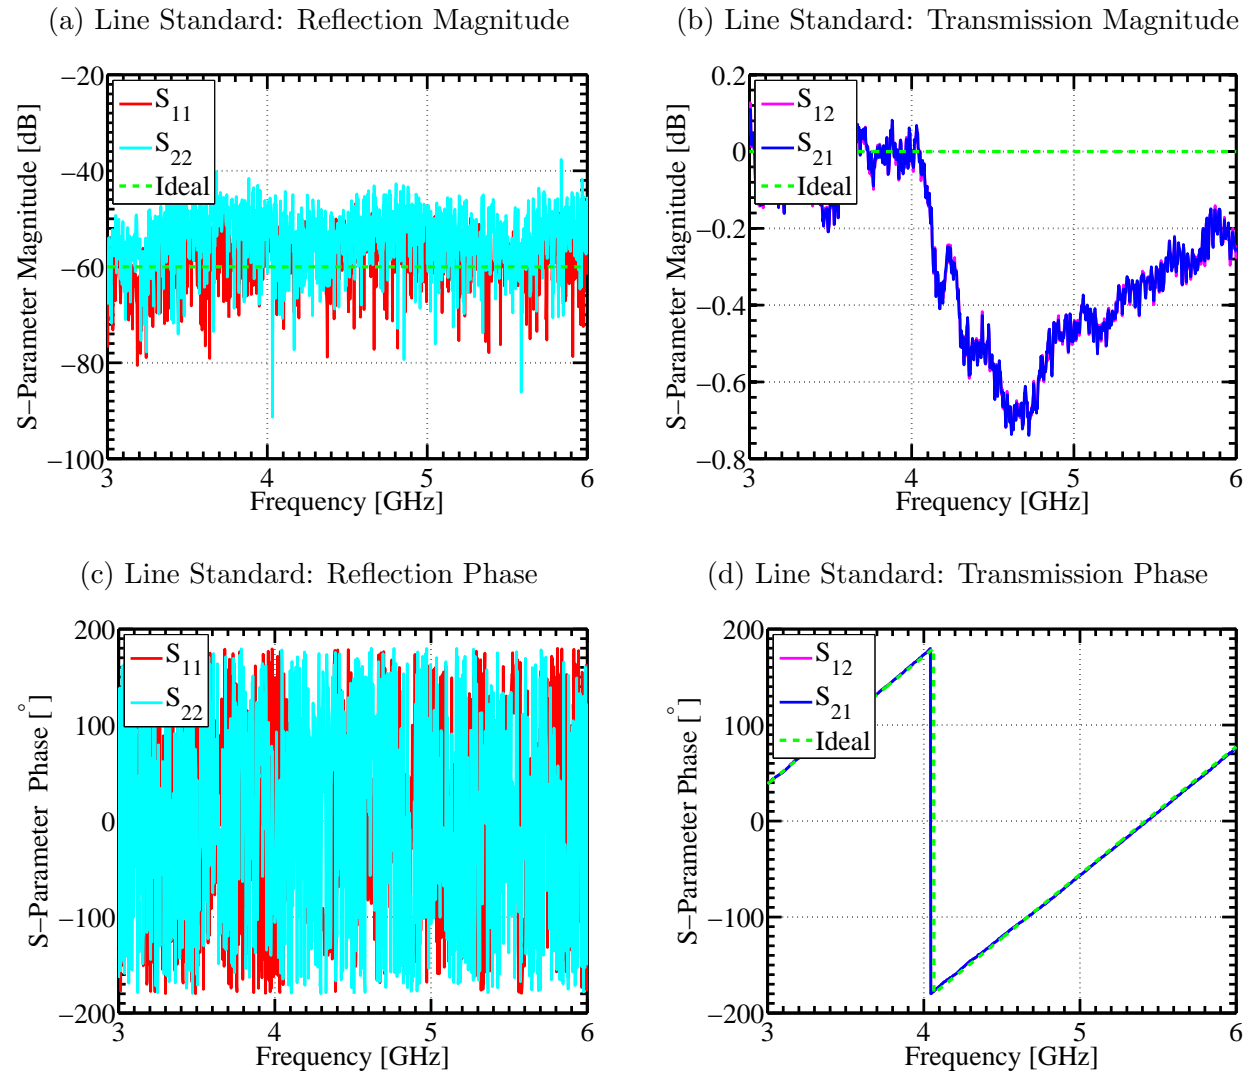 (a) Line Standard: Reflection Magnitude
S–Parameter Magnitude [dB]
−20
−40
−60
−80
−100
S11
S22
Ideal
3 4 5 6
Frequency [GHz]
(b) Line Standard: Transmission Magnitude
S–Parameter Magnitude [dB]
0.2
0
−0.2
−0.4
−0.6
−0.8
S12
S21
Ideal
3 4 5 6
Frequency [GHz]
(c) Line Standard: Reflection Phase
S–Parameter Phase [°]
200
100
0
−100
−200
S11
S22
3 4 5 6
Frequency [GHz]
(d) Line Standard: Transmission Phase
S–Parameter Phase [°]
200
100
0
−100
−200
S12
S21
Ideal
3 4 5 6
Frequency [GHz]